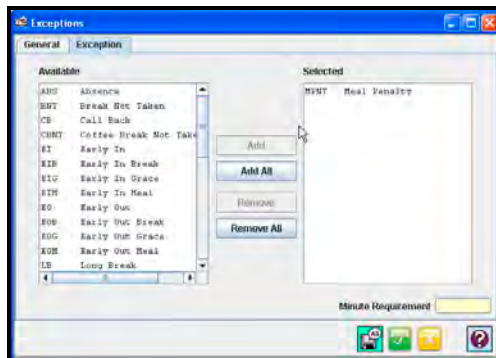 Exceptions
General Exception
Available
Selected
ABS Absence
BNT Break Not Taken
CB Call Back
CBNT Coffee Break Not Take
EI Early In
EIB Early In Break
EIG Early In Grace
EIM Early In Meal
EO Early Out
EOB Early Out Break
EOG Early Out Grace
EOM Early Out Meal
LB Long Break
Add
Add All
Remove
Remove All
Meal Penalty
Minute Requirement